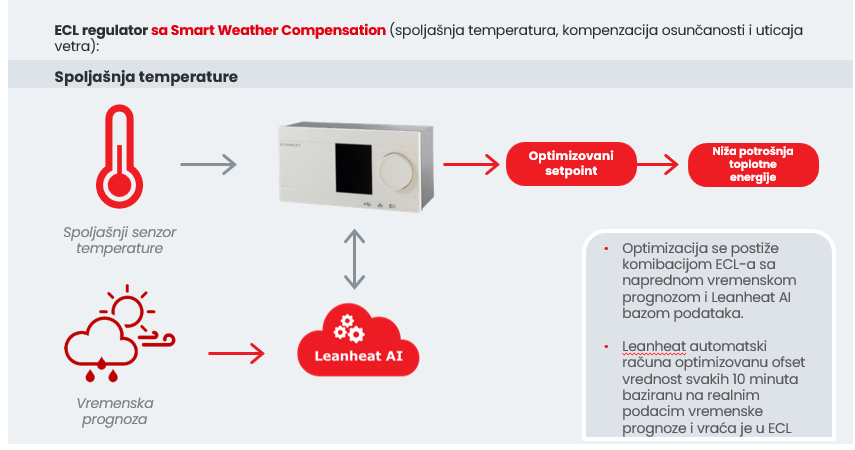 ECL regulator sa Smart Weather Compensation (spoljašnja temperatura, kompenzacija osunčanosti i uticaja
vetra):
Spoljašnja temperature
Optimizovani
setpoint
Niža potrošnja
toplotne
energije
Spoljašnji senzor
temperature
Leanheat AI
Vremenska
prognoza
• Optimizacija se postiže
komibacijom ECL-a sa
naprednom vremenskom
prognozom i Leanheat AI
bazom podataka.
• Leanheat automatski
računa optimizovanu ofset
vrednost svakih 10 minuta
baziranu na realnim
podacim vremenske
prognoze i vraća je u ECL